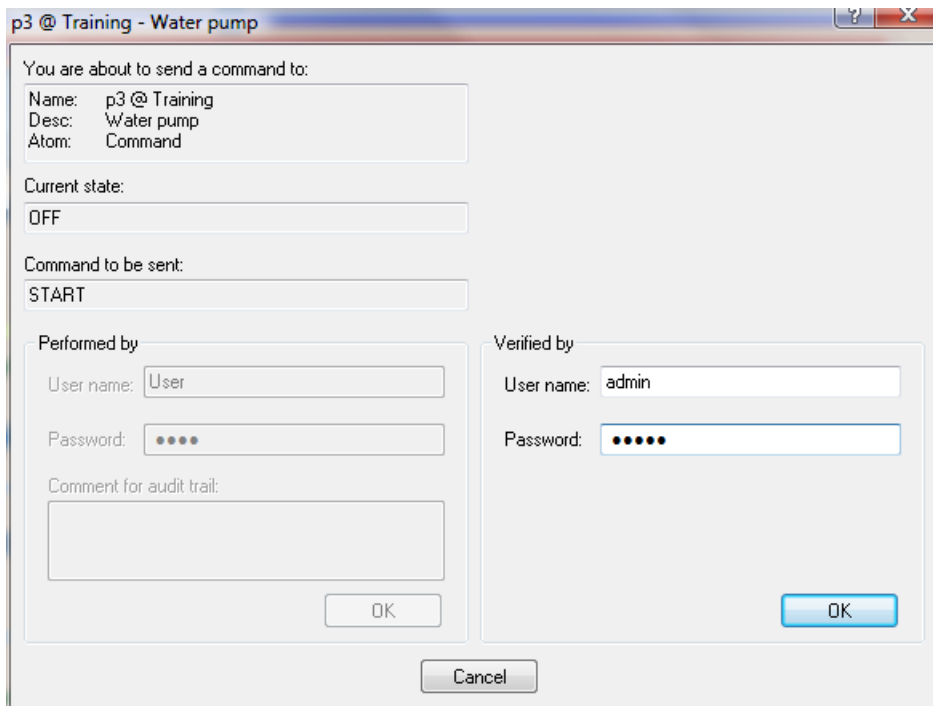 p3 @ Training - Water pump
You are about to send a command to:
Name: p3 @ Training
Desc: Water pump
Atom: Command
Current state:
OFF
Command to be sent:
START
Performed by
User name: User
Password: ●●●●
Comment for audit trail:
OK
Verified by
User name: admin
Password: ●●●●●
OK
Cancel